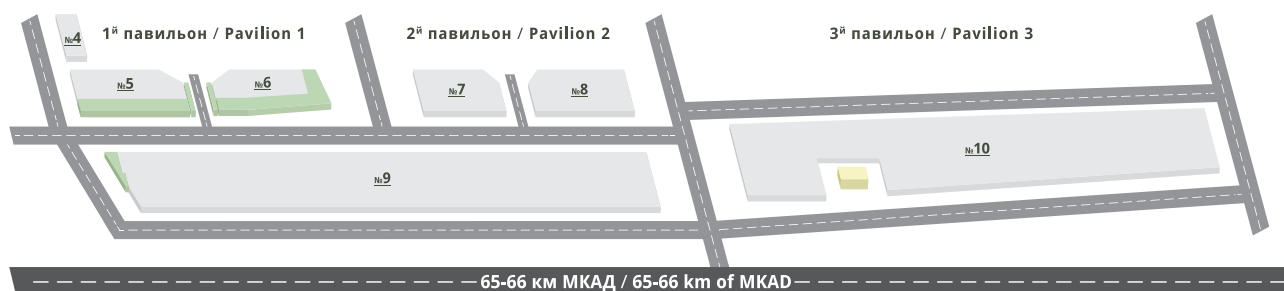 1й павильон / Pavilion 1
2й павильон / Pavilion 2
3й павильон / Pavilion 3
№4
№5
№6
№7
№8
№9
№10
65-66 км МКАД / 65-66 km of MKAD